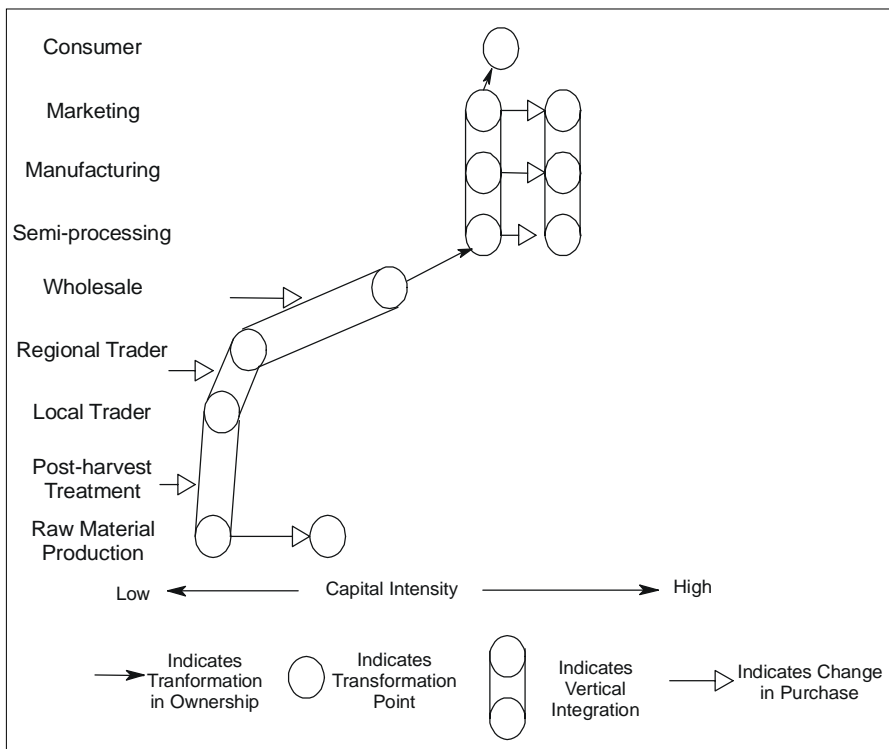 Consumer
Marketing
Manufacturing
Semi-processing
Wholesale
Regional Trader
Local Trader
Post-harvest
Treatment
Raw Material
Production
Low
Capital Intensity
High
Indicates
Tranformation
in Ownership
Indicates
Transformation
Point
Indicates
Vertical
Integration
Indicates Change
in Purchase